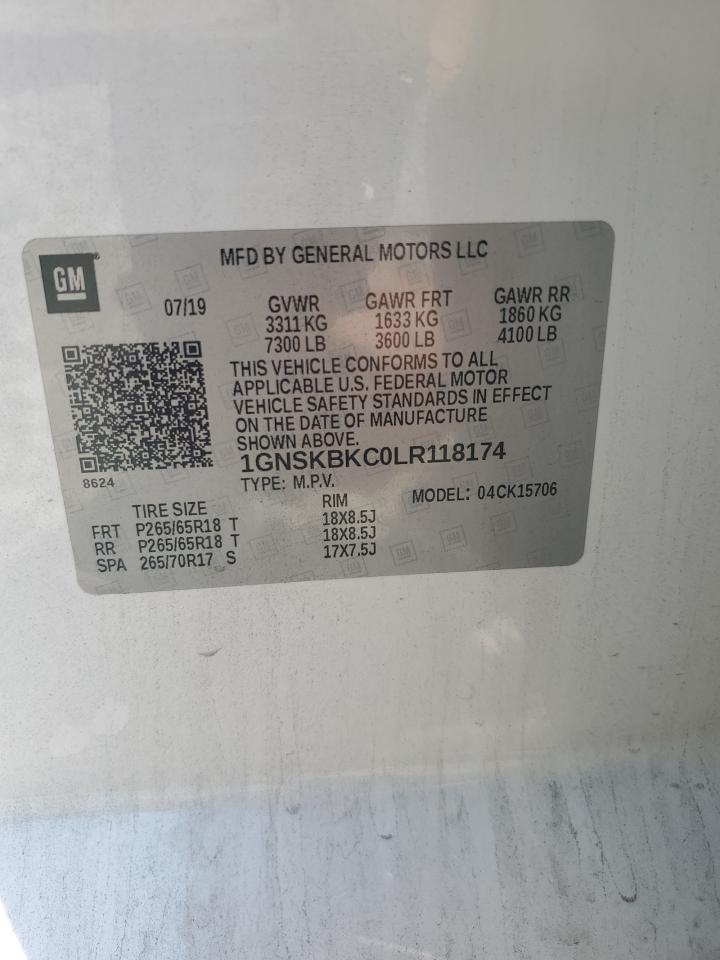 GM
MFD BY GENERAL MOTORS LLC
07/19
GVWR
3311 KG
7300 LB
GAWR FRT
1633 KG
3600 LB
GAWR RR
1860 KG
4100 LB
THIS VEHICLE CONFORMS TO ALL
APPLICABLE U.S. FEDERAL MOTOR
VEHICLE SAFETY STANDARDS IN EFFECT
ON THE DATE OF MANUFACTURE
SHOWN ABOVE.
8624
1GNSKBKC0LR118174
TYPE: M.P.V.
MODEL: 04CK15706
TIRE SIZE RIM
FRT P265/65R18 T 18X8.5J
RR P265/65R18 T 18X8.5J
SPA 265/70R17 S 17X7.5J